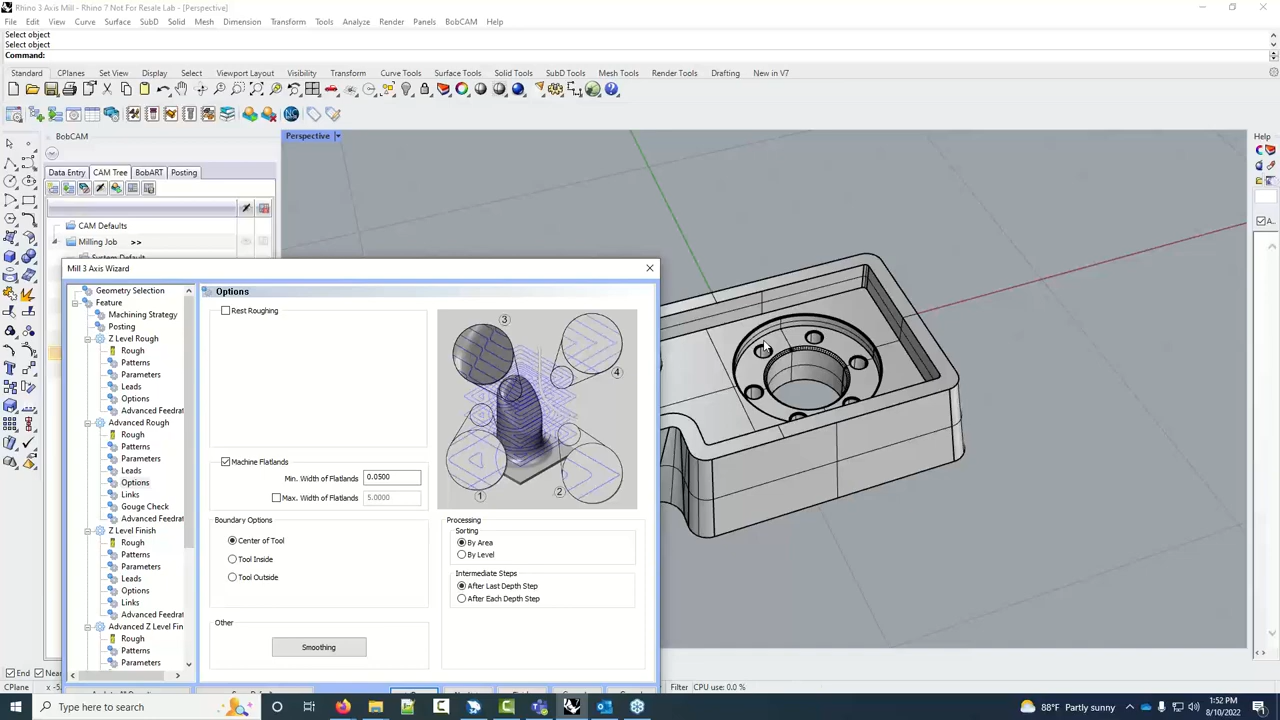 Rhino 3 Axis Mill - Rhino 7 Not For Resale Lab - [Perspective]
File Edit View Curve Surface SubD Solid Mesh Dimension Transform Tools Analyze Render Panels BobCAM Help
Select object
Select object
Command:
Standard CPlanes Set View Display Select Viewport Layout Visibility Transform Curve Tools Surface Tools Solid Tools SubD Tools Mesh Tools Render Tools Drafting New in V7
BobCAM
Perspective
Help
Data Entry CAM Tree BobART Posting
CAM Defaults
Milling Job >>
Mill 3 Axis Wizard
Geometry Selection
Feature
Machining Strategy
Posting
Z Level Rough
Rough
Patterns
Parameters
Leads
Options
Advanced Feedrat
Advanced Rough
Rough
Patterns
Parameters
Leads
Options
Links
Gouge Check
Advanced Feedrat
Z Level Finish
Rough
Patterns
Parameters
Leads
Options
Links
Advanced Feedrat
Advanced Z Level Fin
Rough
Patterns
Parameters
Options
Rest Roughing
3
4
1
2
Machine Flatlands
Min. Width of Flatlands 0.0500
Max. Width of Flatlands 5.0000
Boundary Options
Center of Tool
Tool Inside
Tool Outside
Other
Smoothing
Processing
Sorting
By Area
By Level
Intermediate Steps
After Last Depth Step
After Each Depth Step
End Near
CPlane
Filter CPU use: 0.0 %
Type here to search
88°F Partly sunny
1:52 PM
8/10/2022